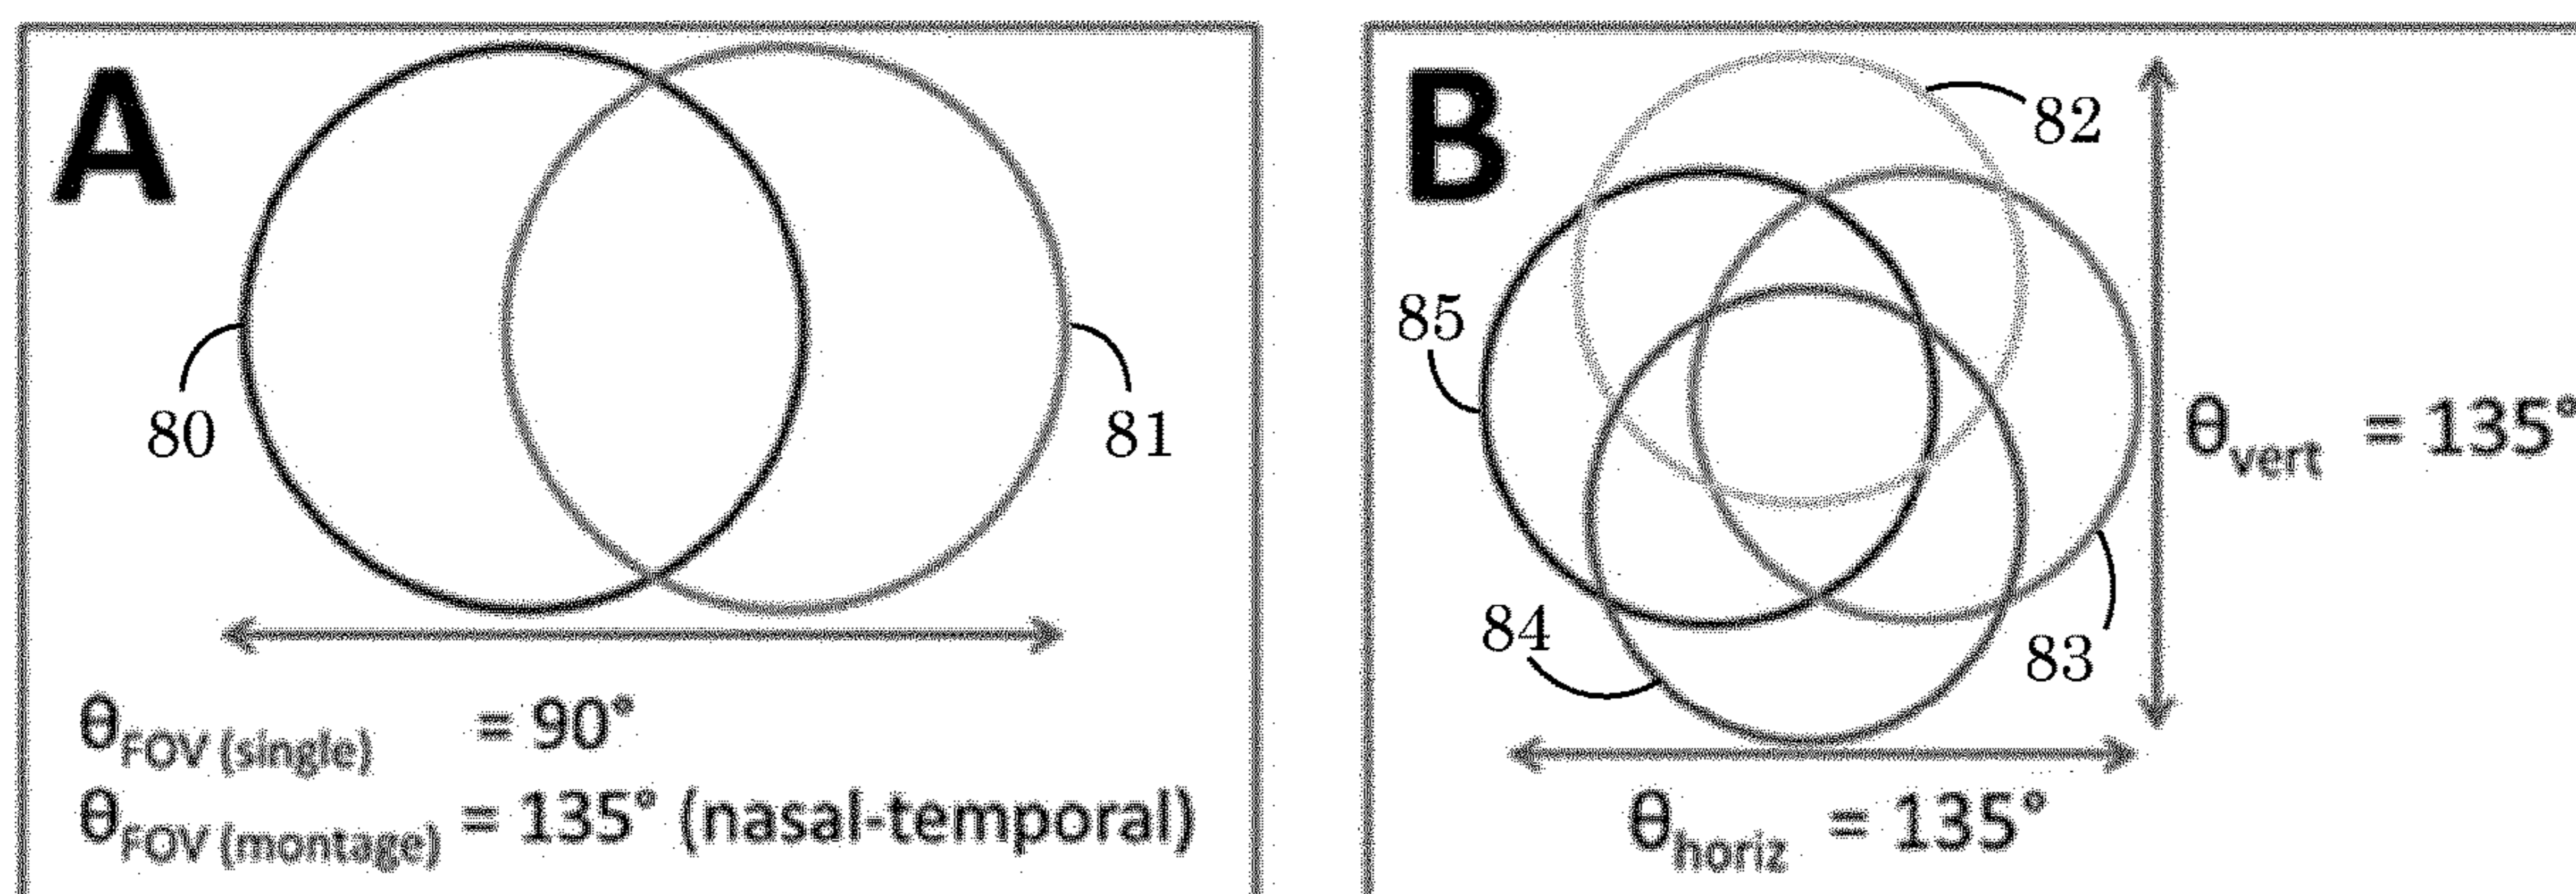 A
80
81
θFOV (single) = 90°
θFOV (montage) = 135° (nasal-temporal)
B
82
85
θvert = 135°
84
83
θhoriz = 135°